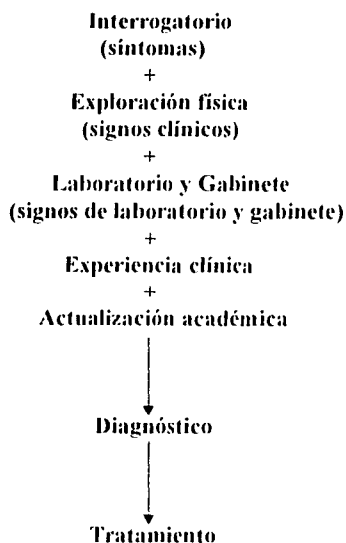 Interrogatorio
(síntomas)
+
Exploración física
(signos clínicos)
+
Laboratorio y Gabinete
(signos de laboratorio y gabinete)
+
Experiencia clínica
+
Actualización académica
Diagnóstico
Tratamiento